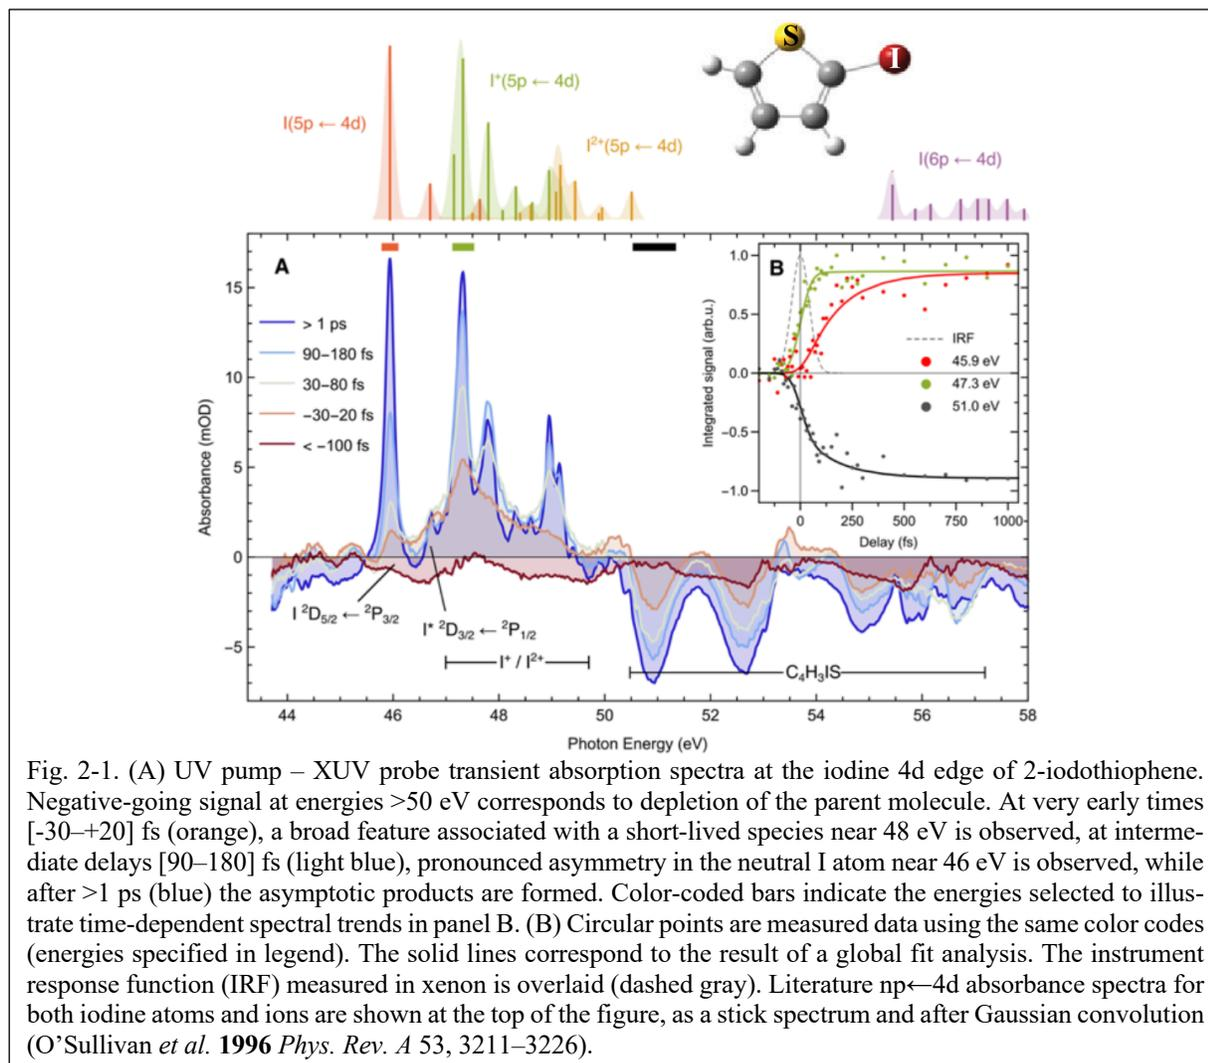 S
I
I⁺(5p ← 4d)
I(5p ← 4d)
I²⁺(5p ← 4d)
I(6p ← 4d)
A
> 1 ps
90–180 fs
30–80 fs
−30–20 fs
< −100 fs
15
10
5
0
−5
Absorbance (mOD)
I ²D₅/₂ ← ²P₃/₂
I* ²D₃/₂ ← ²P₁/₂
I⁺ / I²⁺
C₄H₃IS
44 46 48 50 52 54 56 58
Photon Energy (eV)
B
1.0
0.5
0.0
−0.5
−1.0
Integrated signal (arb.u.)
IRF
45.9 eV
47.3 eV
51.0 eV
0 250 500 750 1000
Delay (fs)
Fig. 2-1. (A) UV pump – XUV probe transient absorption spectra at the iodine 4d edge of 2-iodothiophene.
Negative-going signal at energies >50 eV corresponds to depletion of the parent molecule. At very early times
[-30–+20] fs (orange), a broad feature associated with a short-lived species near 48 eV is observed, at interme-
diate delays [90–180] fs (light blue), pronounced asymmetry in the neutral I atom near 46 eV is observed, while
after >1 ps (blue) the asymptotic products are formed. Color-coded bars indicate the energies selected to illus-
trate time-dependent spectral trends in panel B. (B) Circular points are measured data using the same color codes
(energies specified in legend). The solid lines correspond to the result of a global fit analysis. The instrument
response function (IRF) measured in xenon is overlaid (dashed gray). Literature np←4d absorbance spectra for
both iodine atoms and ions are shown at the top of the figure, as a stick spectrum and after Gaussian convolution
(O’Sullivan et al. 1996 Phys. Rev. A 53, 3211–3226).